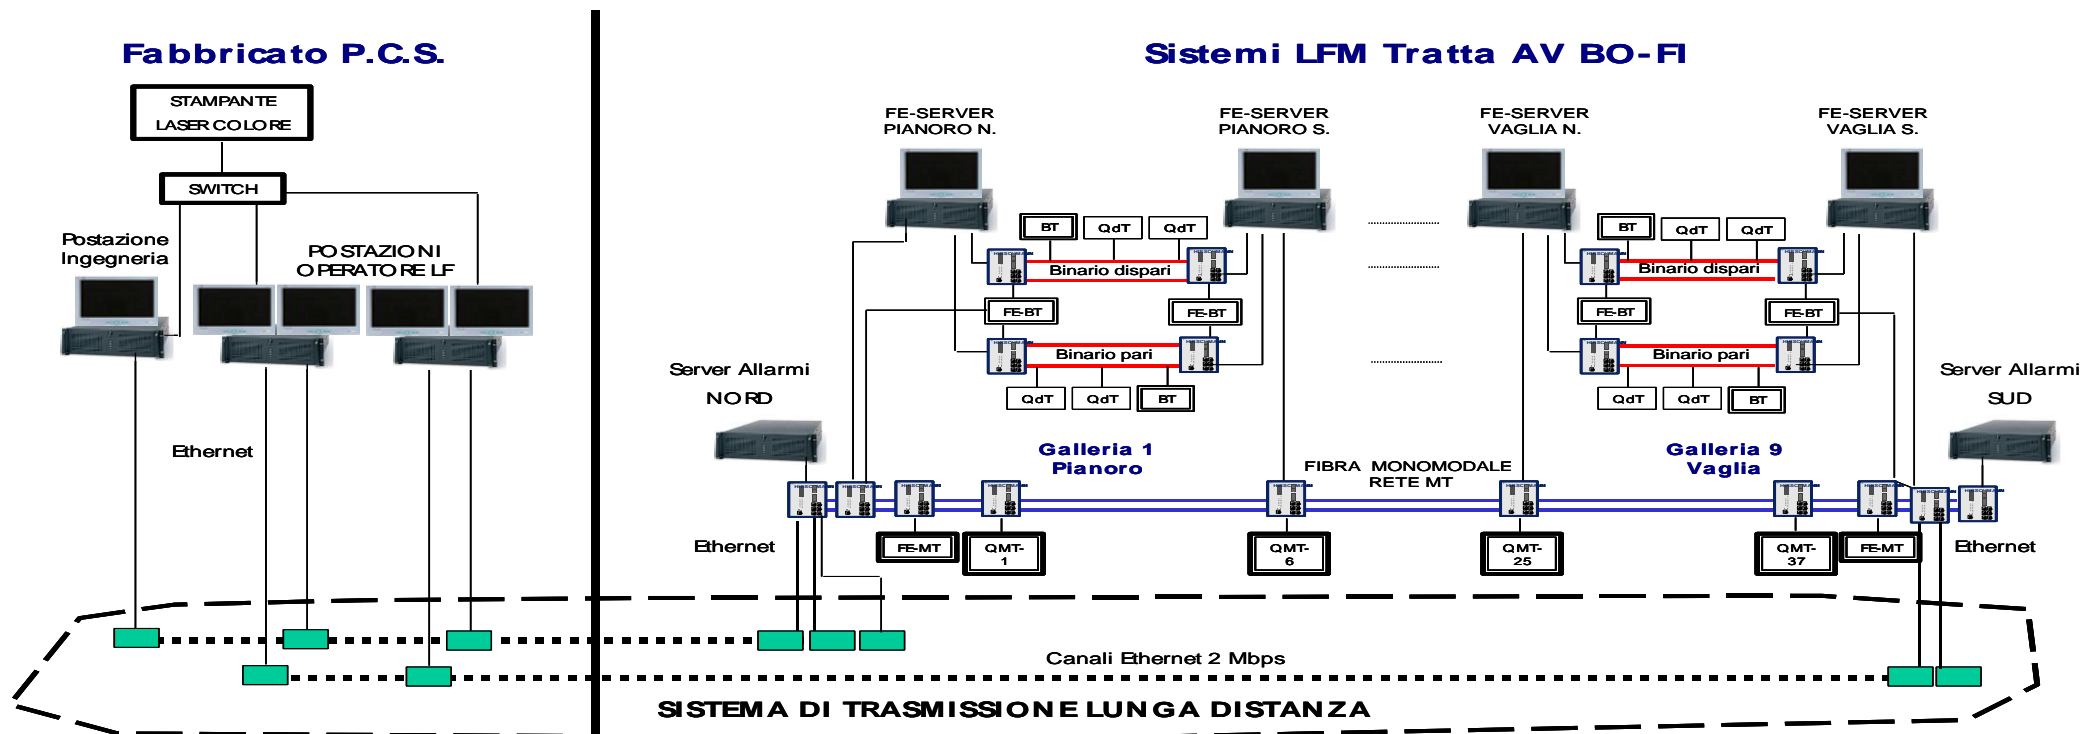 Fabbricato P.C.S.
STAMPANTE
LASER COLORE
SWITCH
Postazione
Ingegneria
POSTAZIONI
OPERATORE LF
Ethernet
Sistemi LFM Tratta AV BO-FI
FE-SERVER
PIANORO N.
FE-SERVER
PIANORO S.
FE-SERVER
VAGLIA N.
FE-SERVER
VAGLIA S.
BT
QdT
QdT
Binario dispari
FE-BT
FE-BT
Binario pari
QdT
QdT
BT
BT
QdT
QdT
Binario dispari
FE-BT
FE-BT
Binario pari
QdT
QdT
BT
Server Allarmi
NORD
Server Allarmi
SUD
Galleria 1
Pianoro
FIBRA MONOMODALE
RETE MT
Galleria 9
Vaglia
Ethernet
FE-MT
QMT-
1
QMT-
6
QMT-
25
QMT-
37
FE-MT
Ethernet
Canali Ethernet 2 Mbps
SISTEMA DI TRASMISSIONE LUNGA DISTANZA